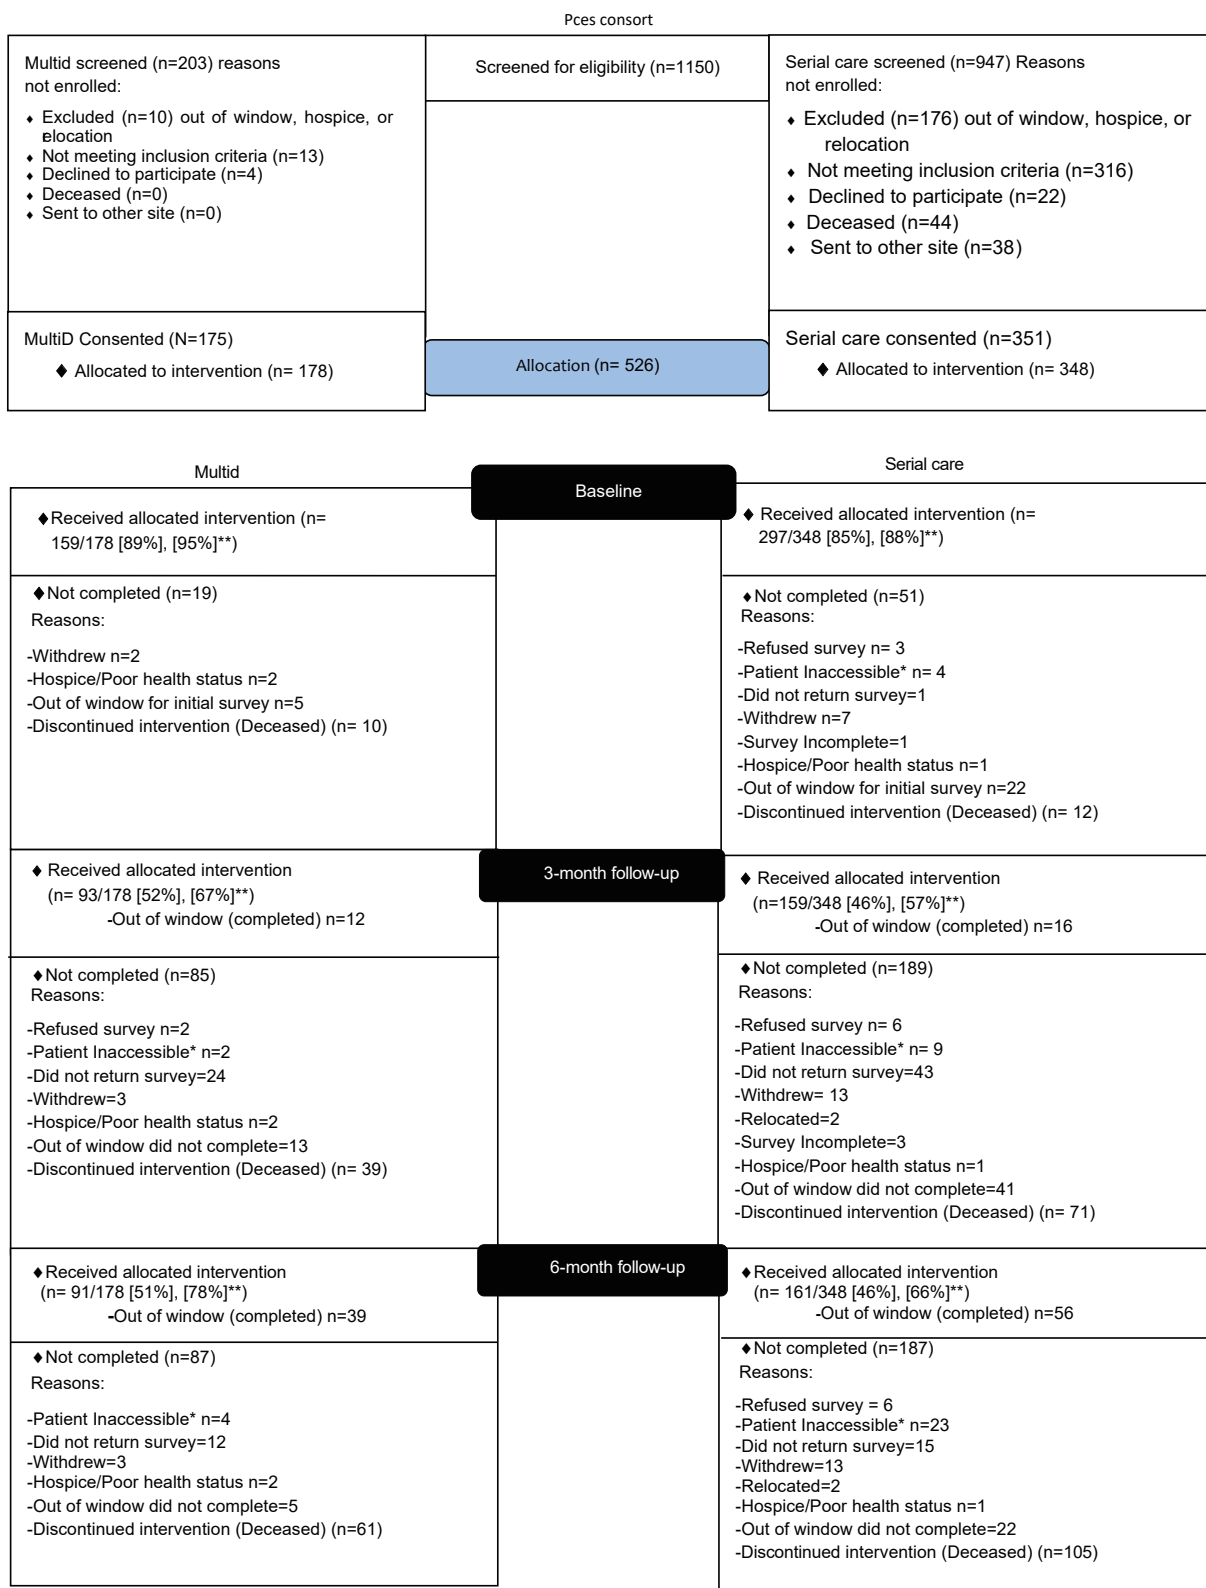 Pces consort
Multid screened (n=203) reasons
not enrolled:
♦ Excluded (n=10) out of window, hospice, or
relocation
♦ Not meeting inclusion criteria (n=13)
♦ Declined to participate (n=4)
♦ Deceased (n=0)
♦ Sent to other site (n=0)
Screened for eligibility (n=1150)
Serial care screened (n=947) Reasons
not enrolled:
♦ Excluded (n=176) out of window, hospice, or
relocation
♦ Not meeting inclusion criteria (n=316)
♦ Declined to participate (n=22)
♦ Deceased (n=44)
♦ Sent to other site (n=38)
MultiD Consented (N=175)
♦ Allocated to intervention (n= 178)
Allocation (n= 526)
Serial care consented (n=351)
♦ Allocated to intervention (n= 348)
Multid
Baseline
Serial care
♦Received allocated intervention (n=
159/178 [89%], [95%]**)
♦Not completed (n=19)
Reasons:
-Withdrew n=2
-Hospice/Poor health status n=2
-Out of window for initial survey n=5
-Discontinued intervention (Deceased) (n= 10)
♦ Received allocated intervention (n=
297/348 [85%], [88%]**)
♦Not completed (n=51)
Reasons:
-Refused survey n= 3
-Patient Inaccessible* n= 4
-Did not return survey=1
-Withdrew n=7
-Survey Incomplete=1
-Hospice/Poor health status n=1
-Out of window for initial survey n=22
-Discontinued intervention (Deceased) (n= 12)
3-month follow-up
♦ Received allocated intervention
(n= 93/178 [52%], [67%]**)
-Out of window (completed) n=12
♦Not completed (n=85)
Reasons:
-Refused survey n=2
-Patient Inaccessible* n=2
-Did not return survey=24
-Withdrew=3
-Hospice/Poor health status n=2
-Out of window did not complete=13
-Discontinued intervention (Deceased) (n= 39)
♦ Received allocated intervention
(n=159/348 [46%], [57%]**)
-Out of window (completed) n=16
♦Not completed (n=189)
Reasons:
-Refused survey n= 6
-Patient Inaccessible* n= 9
-Did not return survey=43
-Withdrew= 13
-Relocated=2
-Survey Incomplete=3
-Hospice/Poor health status n=1
-Out of window did not complete=41
-Discontinued intervention (Deceased) (n= 71)
6-month follow-up
♦Received allocated intervention
(n= 91/178 [51%], [78%]**)
-Out of window (completed) n=39
♦Not completed (n=87)
Reasons:
-Patient Inaccessible* n=4
-Did not return survey=12
-Withdrew=3
-Hospice/Poor health status n=2
-Out of window did not complete=5
-Discontinued intervention (Deceased) (n=61)
♦Received allocated intervention
(n= 161/348 [46%], [66%]**)
-Out of window (completed) n=56
♦Not completed (n=187)
Reasons:
-Refused survey = 6
-Patient Inaccessible* n=23
-Did not return survey=15
-Withdrew=13
-Relocated=2
-Hospice/Poor health status n=1
-Out of window did not complete=22
-Discontinued intervention (Deceased) (n=105)